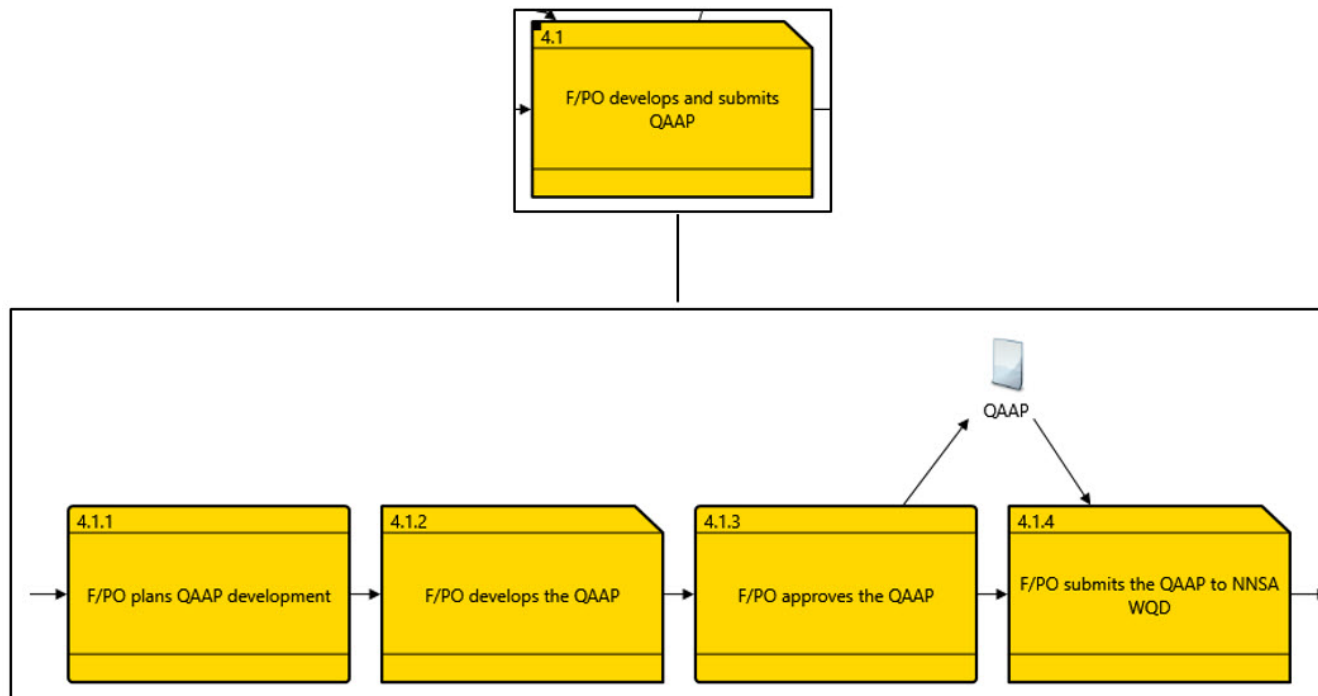 4.1
F/PO develops and submits
QAAP
QAAP
4.1.1
F/PO plans QAAP development
4.1.2
F/PO develops the QAAP
4.1.3
F/PO approves the QAAP
4.1.4
F/PO submits the QAAP to NNSA
WQD